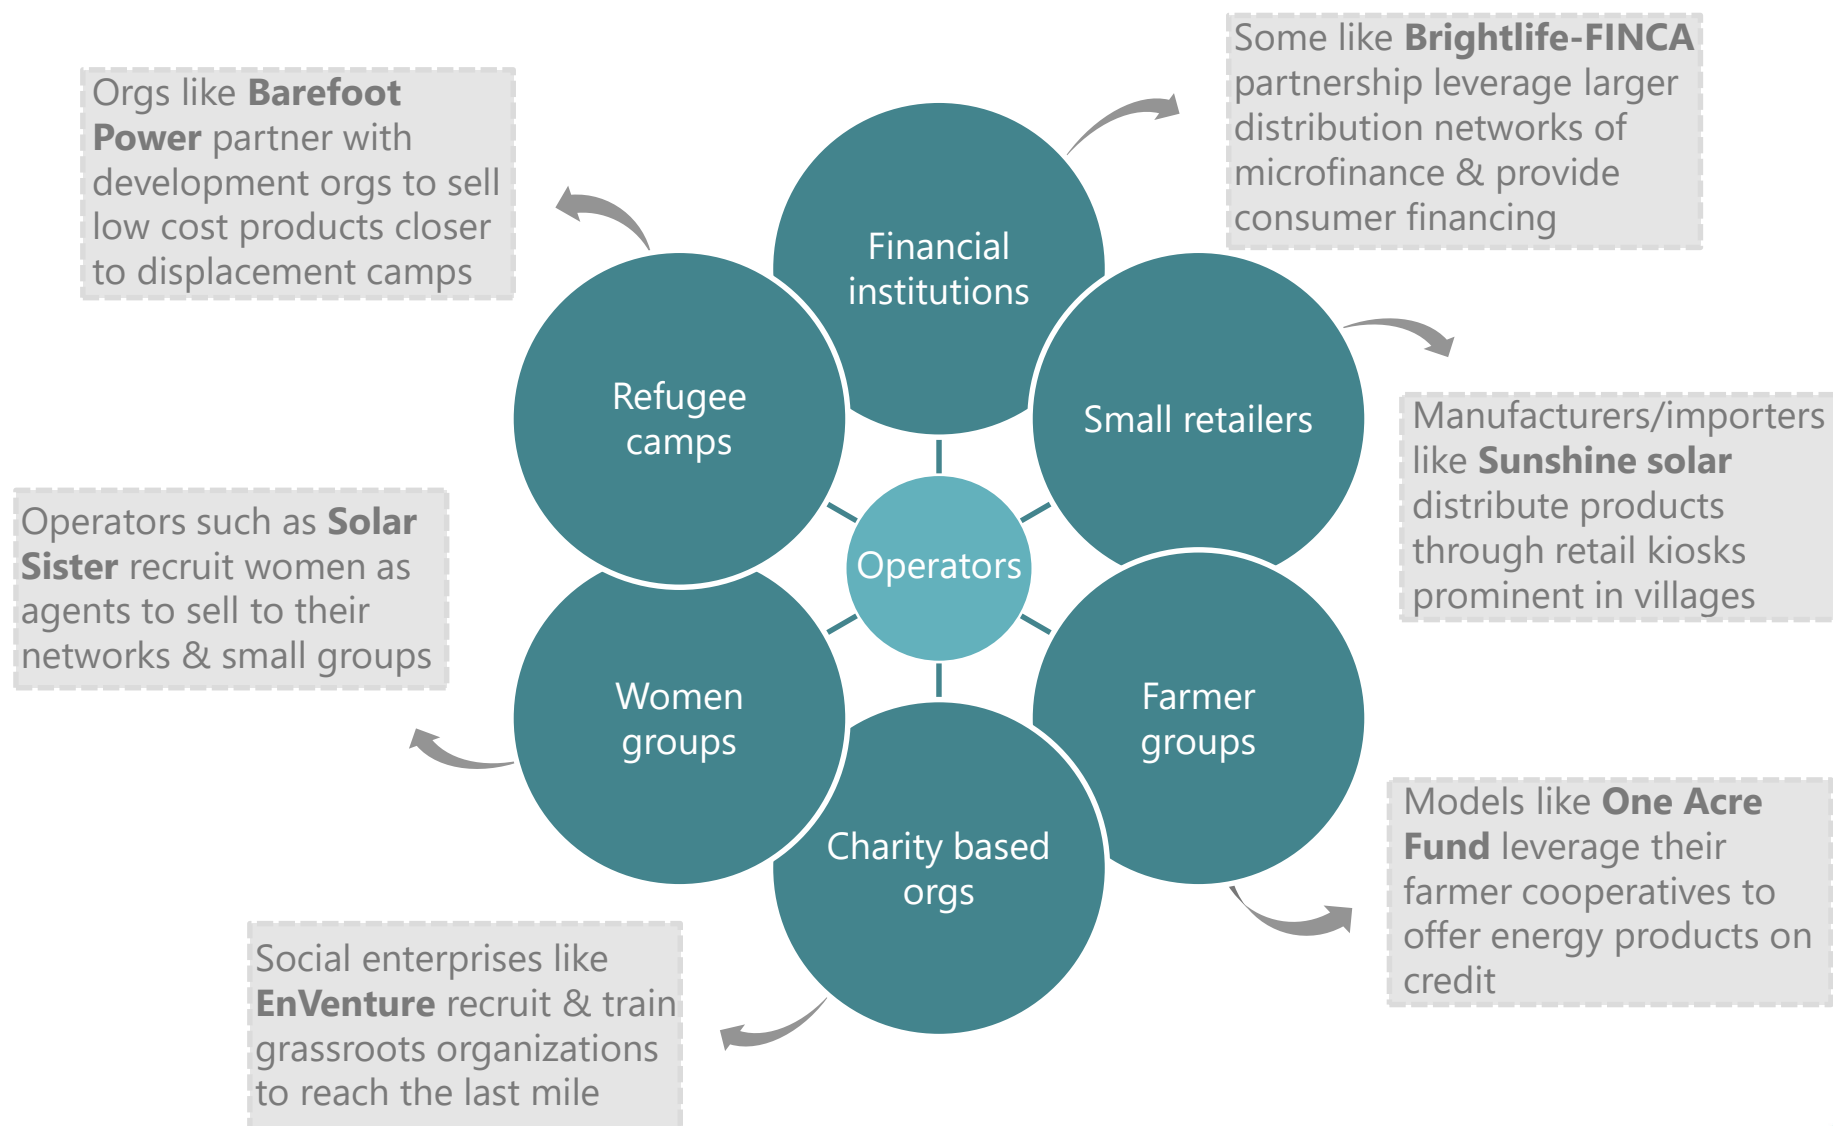 Some like Brightlife-FINCA
partnership leverage larger
distribution networks of
microfinance & provide
consumer financing
Orgs like Barefoot
Power partner with
development orgs to sell
low cost products closer
to displacement camps
Financial
institutions
Refugee
camps
Small retailers
Manufacturers/importers
like Sunshine solar
distribute products
through retail kiosks
prominent in villages
Operators such as Solar
Sister recruit women as
agents to sell to their
networks & small groups
Operators
Women
groups
Farmer
groups
Charity based
orgs
Models like One Acre
Fund leverage their
farmer cooperatives to
offer energy products on
credit
Social enterprises like
EnVenture recruit & train
grassroots organizations
to reach the last mile